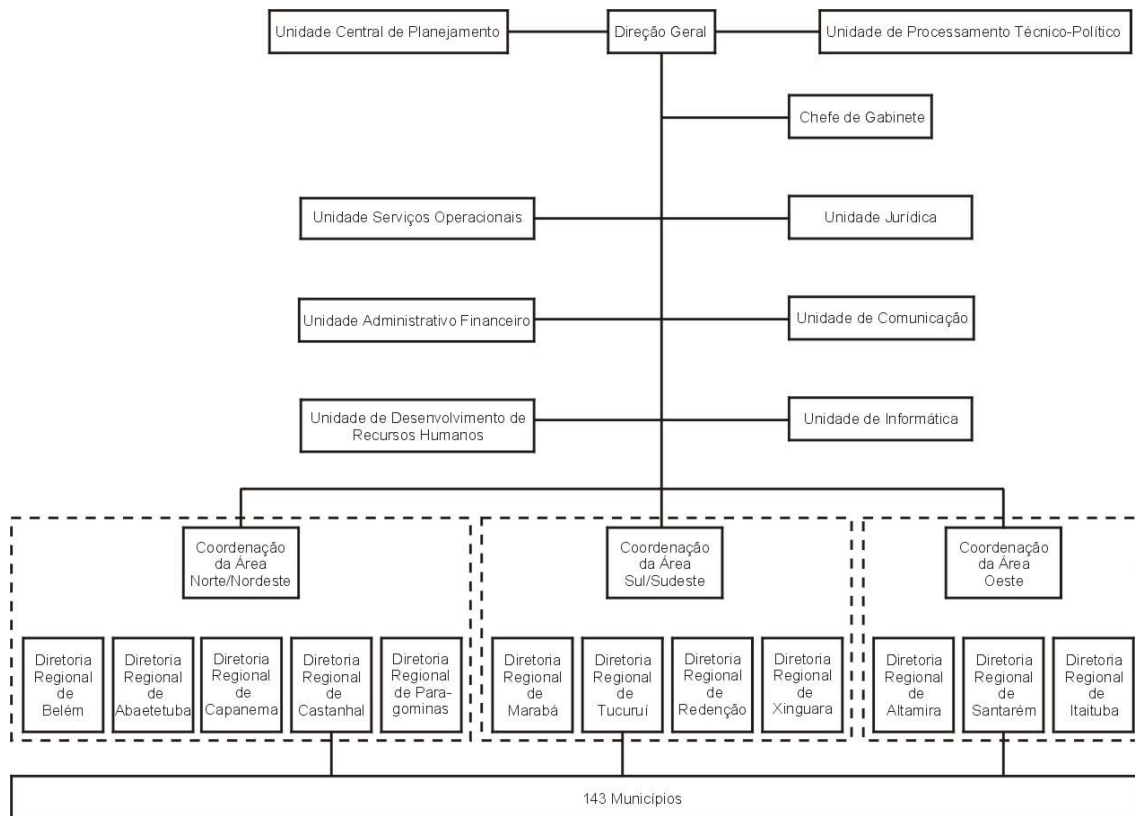 Unidade Central de Planejamento
Direção Geral
Unidade de Processamento Técnico-Político
Chefe de Gabinete
Unidade Serviços Operacionais
Unidade Jurídica
Unidade Administrativo Financeiro
Unidade de Comunicação
Unidade de Desenvolvimento de
Recursos Humanos
Unidade de Informática
Coordenação
da Área
Norte/Nordeste
Coordenação
da Área
Sul/Sudeste
Coordenação
da Área
Oeste
Diretoria
Regional
de
Belém
Diretoria
Regional
de
Abaetetuba
Diretoria
Regional
de
Capanema
Diretoria
Regional
de
Castanhal
Diretoria
Regional
de Para-
gominas
Diretoria
Regional
de
Marabá
Diretoria
Regional
de
Tucuruí
Diretoria
Regional
de
Redenção
Diretoria
Regional
de
Xinguara
Diretoria
Regional
de
Altamira
Diretoria
Regional
de
Santarém
Diretoria
Regional
de
Itaituba
143 Municípios